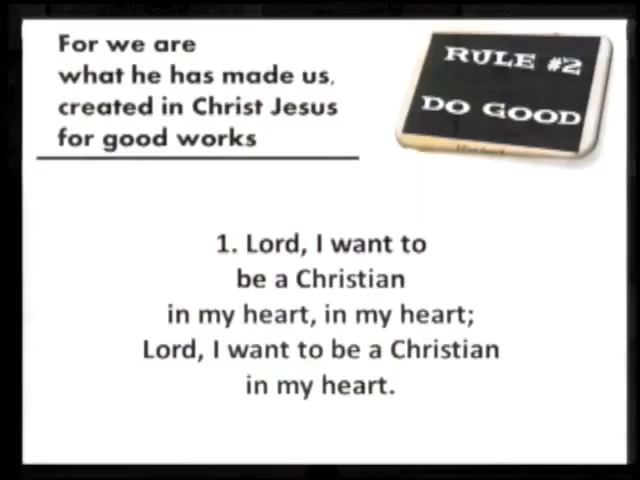 For we are
what he has made us,
created in Christ Jesus
for good works
RULE #2
DO GOOD
1. Lord, I want to
be a Christian
in my heart, in my heart;
Lord, I want to be a Christian
in my heart.